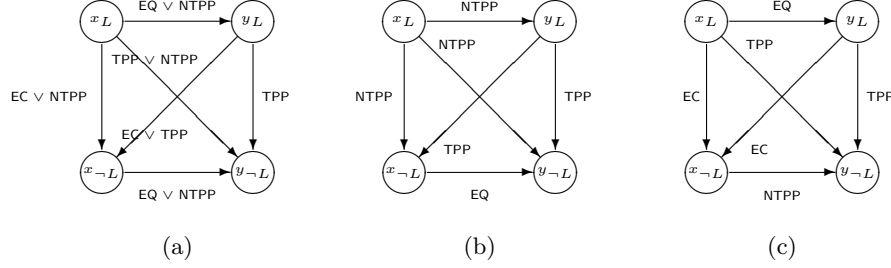 EQ ∨ NTPP
x_L
y_L
TPP ∨ NTPP
EC ∨ NTPP
TPP
EC ∨ TPP
x_¬L
y_¬L
EQ ∨ NTPP
(a)
NTPP
x_L
y_L
NTPP
NTPP
TPP
TPP
x_¬L
y_¬L
EQ
(b)
EQ
x_L
y_L
TPP
EC
TPP
EC
x_¬L
y_¬L
NTPP
(c)